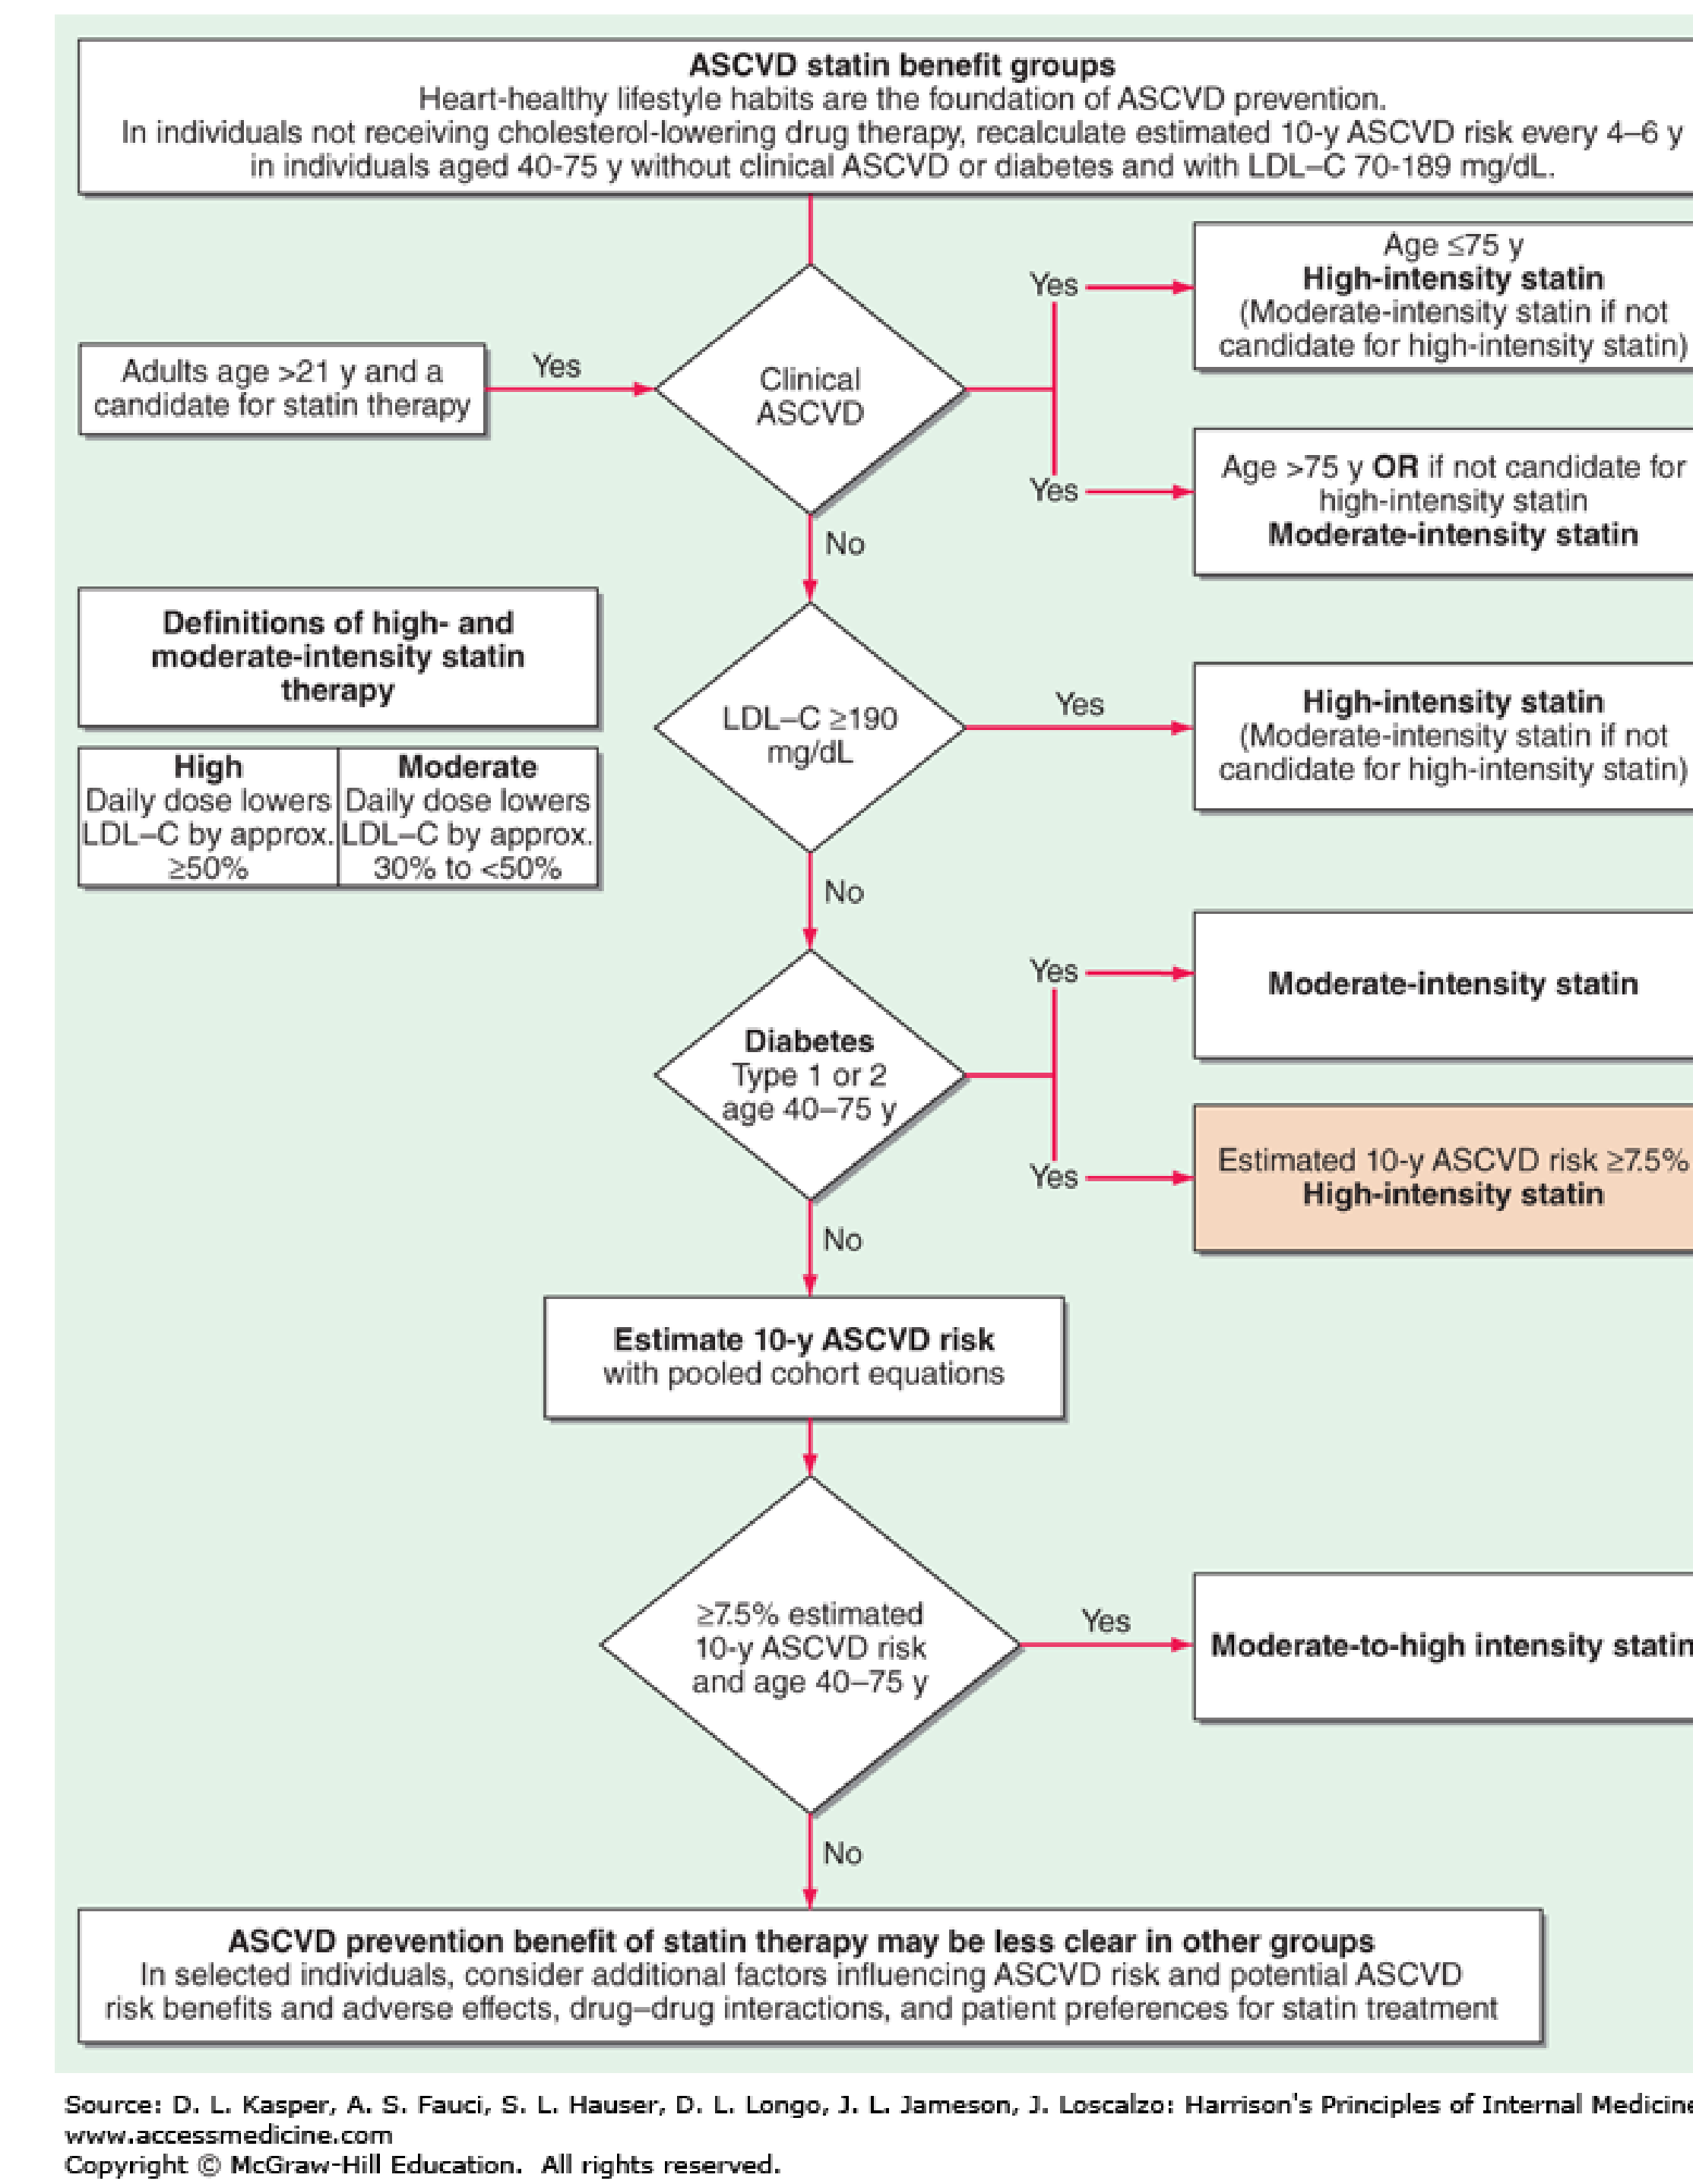 ASCVD statin benefit groups
Heart-healthy lifestyle habits are the foundation of ASCVD prevention.
In individuals not receiving cholesterol-lowering drug therapy, recalculate estimated 10-y ASCVD risk every 4–6 y
in individuals aged 40-75 y without clinical ASCVD or diabetes and with LDL–C 70-189 mg/dL.
Adults age >21 y and a
candidate for statin therapy
Yes
Clinical
ASCVD
Yes
Age ≤75 y
High-intensity statin
(Moderate-intensity statin if not
candidate for high-intensity statin)
Yes
Age >75 y OR if not candidate for
high-intensity statin
Moderate-intensity statin
No
Definitions of high- and
moderate-intensity statin
therapy
High
Daily dose lowers
LDL–C by approx.
≥50%
Moderate
Daily dose lowers
LDL–C by approx.
30% to <50%
LDL–C ≥190
mg/dL
Yes
High-intensity statin
(Moderate-intensity statin if not
candidate for high-intensity statin)
No
Diabetes
Type 1 or 2
age 40–75 y
Yes
Moderate-intensity statin
Yes
Estimated 10-y ASCVD risk ≥7.5%
High-intensity statin
No
Estimate 10-y ASCVD risk
with pooled cohort equations
≥7.5% estimated
10-y ASCVD risk
and age 40–75 y
Yes
Moderate-to-high intensity statin
No
ASCVD prevention benefit of statin therapy may be less clear in other groups
In selected individuals, consider additional factors influencing ASCVD risk and potential ASCVD
risk benefits and adverse effects, drug–drug interactions, and patient preferences for statin treatment
Source: D. L. Kasper, A. S. Fauci, S. L. Hauser, D. L. Longo, J. L. Jameson, J. Loscalzo: Harrison's Principles of Internal Medicine
www.accessmedicine.com
Copyright © McGraw-Hill Education. All rights reserved.